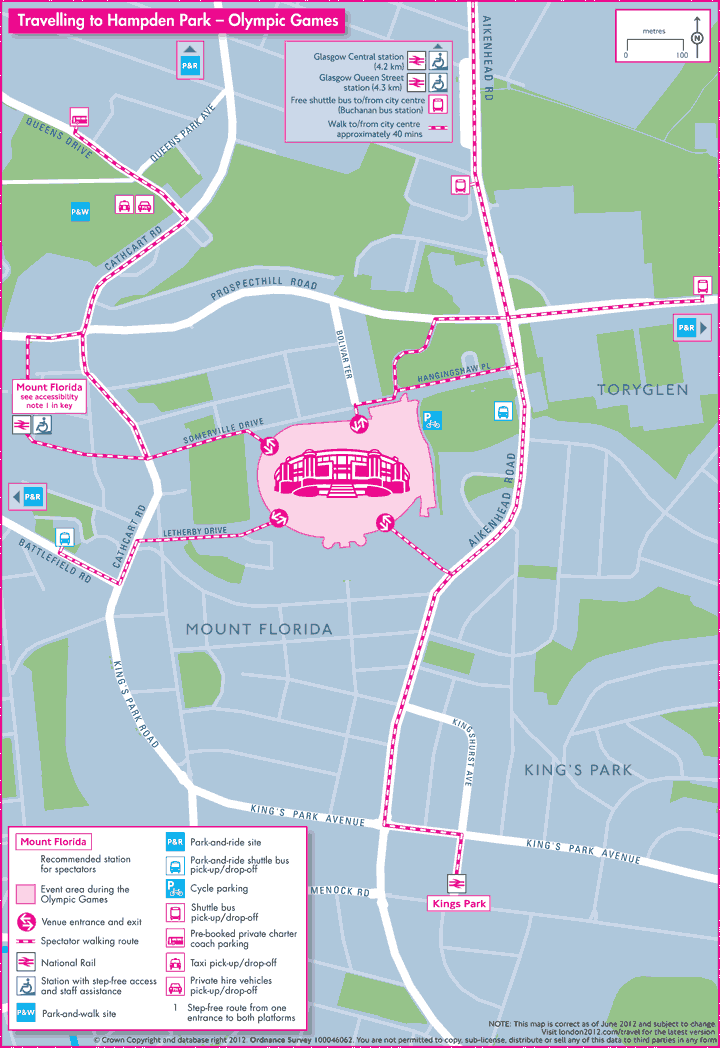 Travelling to Hampden Park – Olympic Games
metres
0 100
N
P&R
Glasgow Central station
(4.2 km)
Glasgow Queen Street
station (4.3 km)
Free shuttle bus to/from city centre
(Buchanan bus station)
Walk to/from city centre
approximately 40 mins
AIKENHEAD RD
QUEENS DRIVE
QUEENS PARK AVE
P&W
CATHCART RD
PROSPECTHILL ROAD
P&R
BOLIVAR TER
HANGINGSHAW PL
TORYGLEN
Mount Florida
see accessibility
note 1 in key
SOMERVILLE DRIVE
P
P&R
CATHCART RD
LETHERBY DRIVE
AIKENHEAD ROAD
BATTLEFIELD RD
MOUNT FLORIDA
KING'S PARK ROAD
KINGSHURST AVE
KING'S PARK
KING'S PARK AVENUE
KING'S PARK AVENUE
MENOCK RD
Kings Park
Mount Florida
Recommended station
for spectators
Event area during the
Olympic Games
Venue entrance and exit
Spectator walking route
National Rail
Station with step-free access
and staff assistance
P&W Park-and-walk site
P&R Park-and-ride site
Park-and-ride shuttle bus
pick-up/drop-off
P Cycle parking
Shuttle bus
pick-up/drop-off
Pre-booked private charter
coach parking
Taxi pick-up/drop-off
Private hire vehicles
pick-up/drop-off
1 Step-free route from one
entrance to both platforms
NOTE: This map is correct as of June 2012 and subject to change.
Visit london2012.com/travel for the latest version
© Crown Copyright and database right 2012. Ordnance Survey 100046062. You are not permitted to copy, sub-license, distribute or sell any of this data to third parties in any form